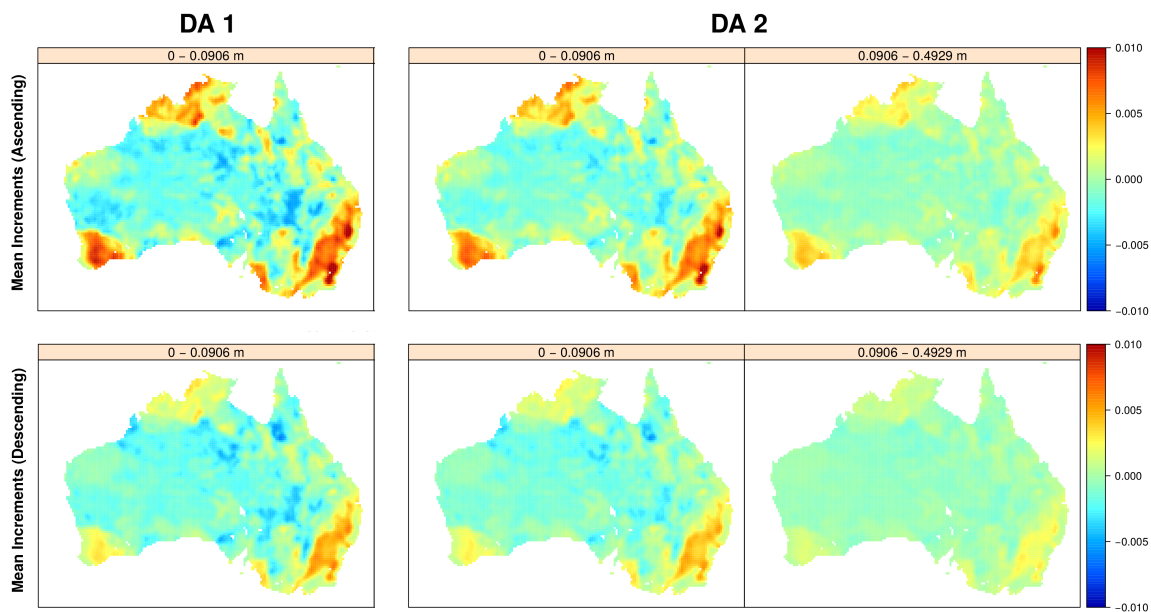 DA 1
DA 2
Mean Increments (Ascending)
0 − 0.0906 m
0 − 0.0906 m
0.0906 − 0.4929 m
0.010
0.005
0.000
−0.005
−0.010
Mean Increments (Descending)
0 − 0.0906 m
0 − 0.0906 m
0.0906 − 0.4929 m
0.010
0.005
0.000
−0.005
−0.010